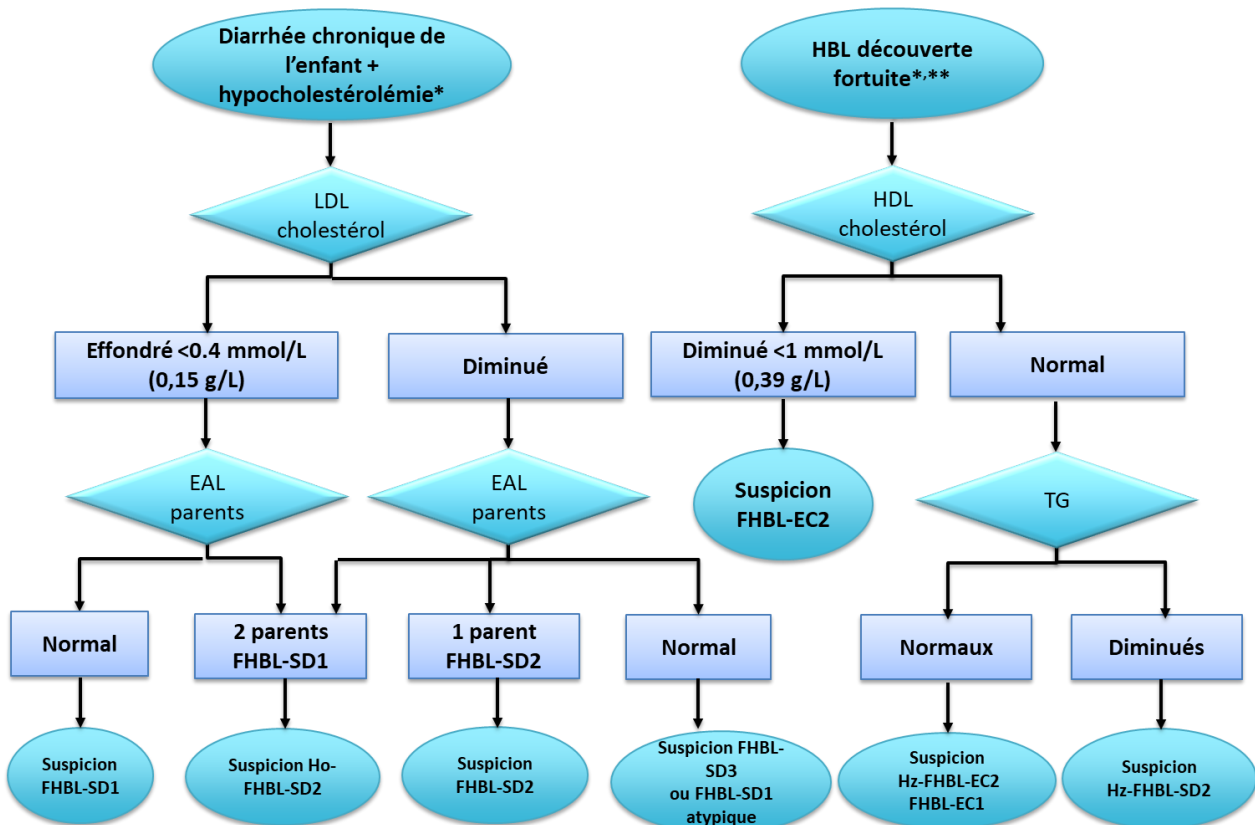 Diarrhée chronique de
l'enfant +
hypocholestérolémie*
HBL découverte
fortuite*,**
LDL
cholestérol
HDL
cholestérol
Effondré <0.4 mmol/L
(0,15 g/L)
Diminué
Diminué <1 mmol/L
(0,39 g/L)
Normal
EAL
parents
EAL
parents
Suspicion
FHBL-EC2
TG
Normal
2 parents
FHBL-SD1
1 parent
FHBL-SD2
Normal
Normaux
Diminués
Suspicion
FHBL-SD1
Suspicion Ho-
FHBL-SD2
Suspicion
FHBL-SD2
Suspicion FHBL-
SD3
ou FHBL-SD1
atypique
Suspicion
Hz-FHBL-EC2
FHBL-EC1
Suspicion
Hz-FHBL-SD2